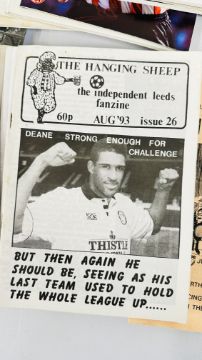 THE HANGING SHEEP
the independent leeds
fanzine
60p AUG'93 issue 26
DEANE STRONG ENOUGH FOR
CHALLENGE
THISTLE
BUT THEN AGAIN HE
SHOULD BE, SEEING AS HIS
LAST TEAM USED TO HOLD
THE WHOLE LEAGUE UP......